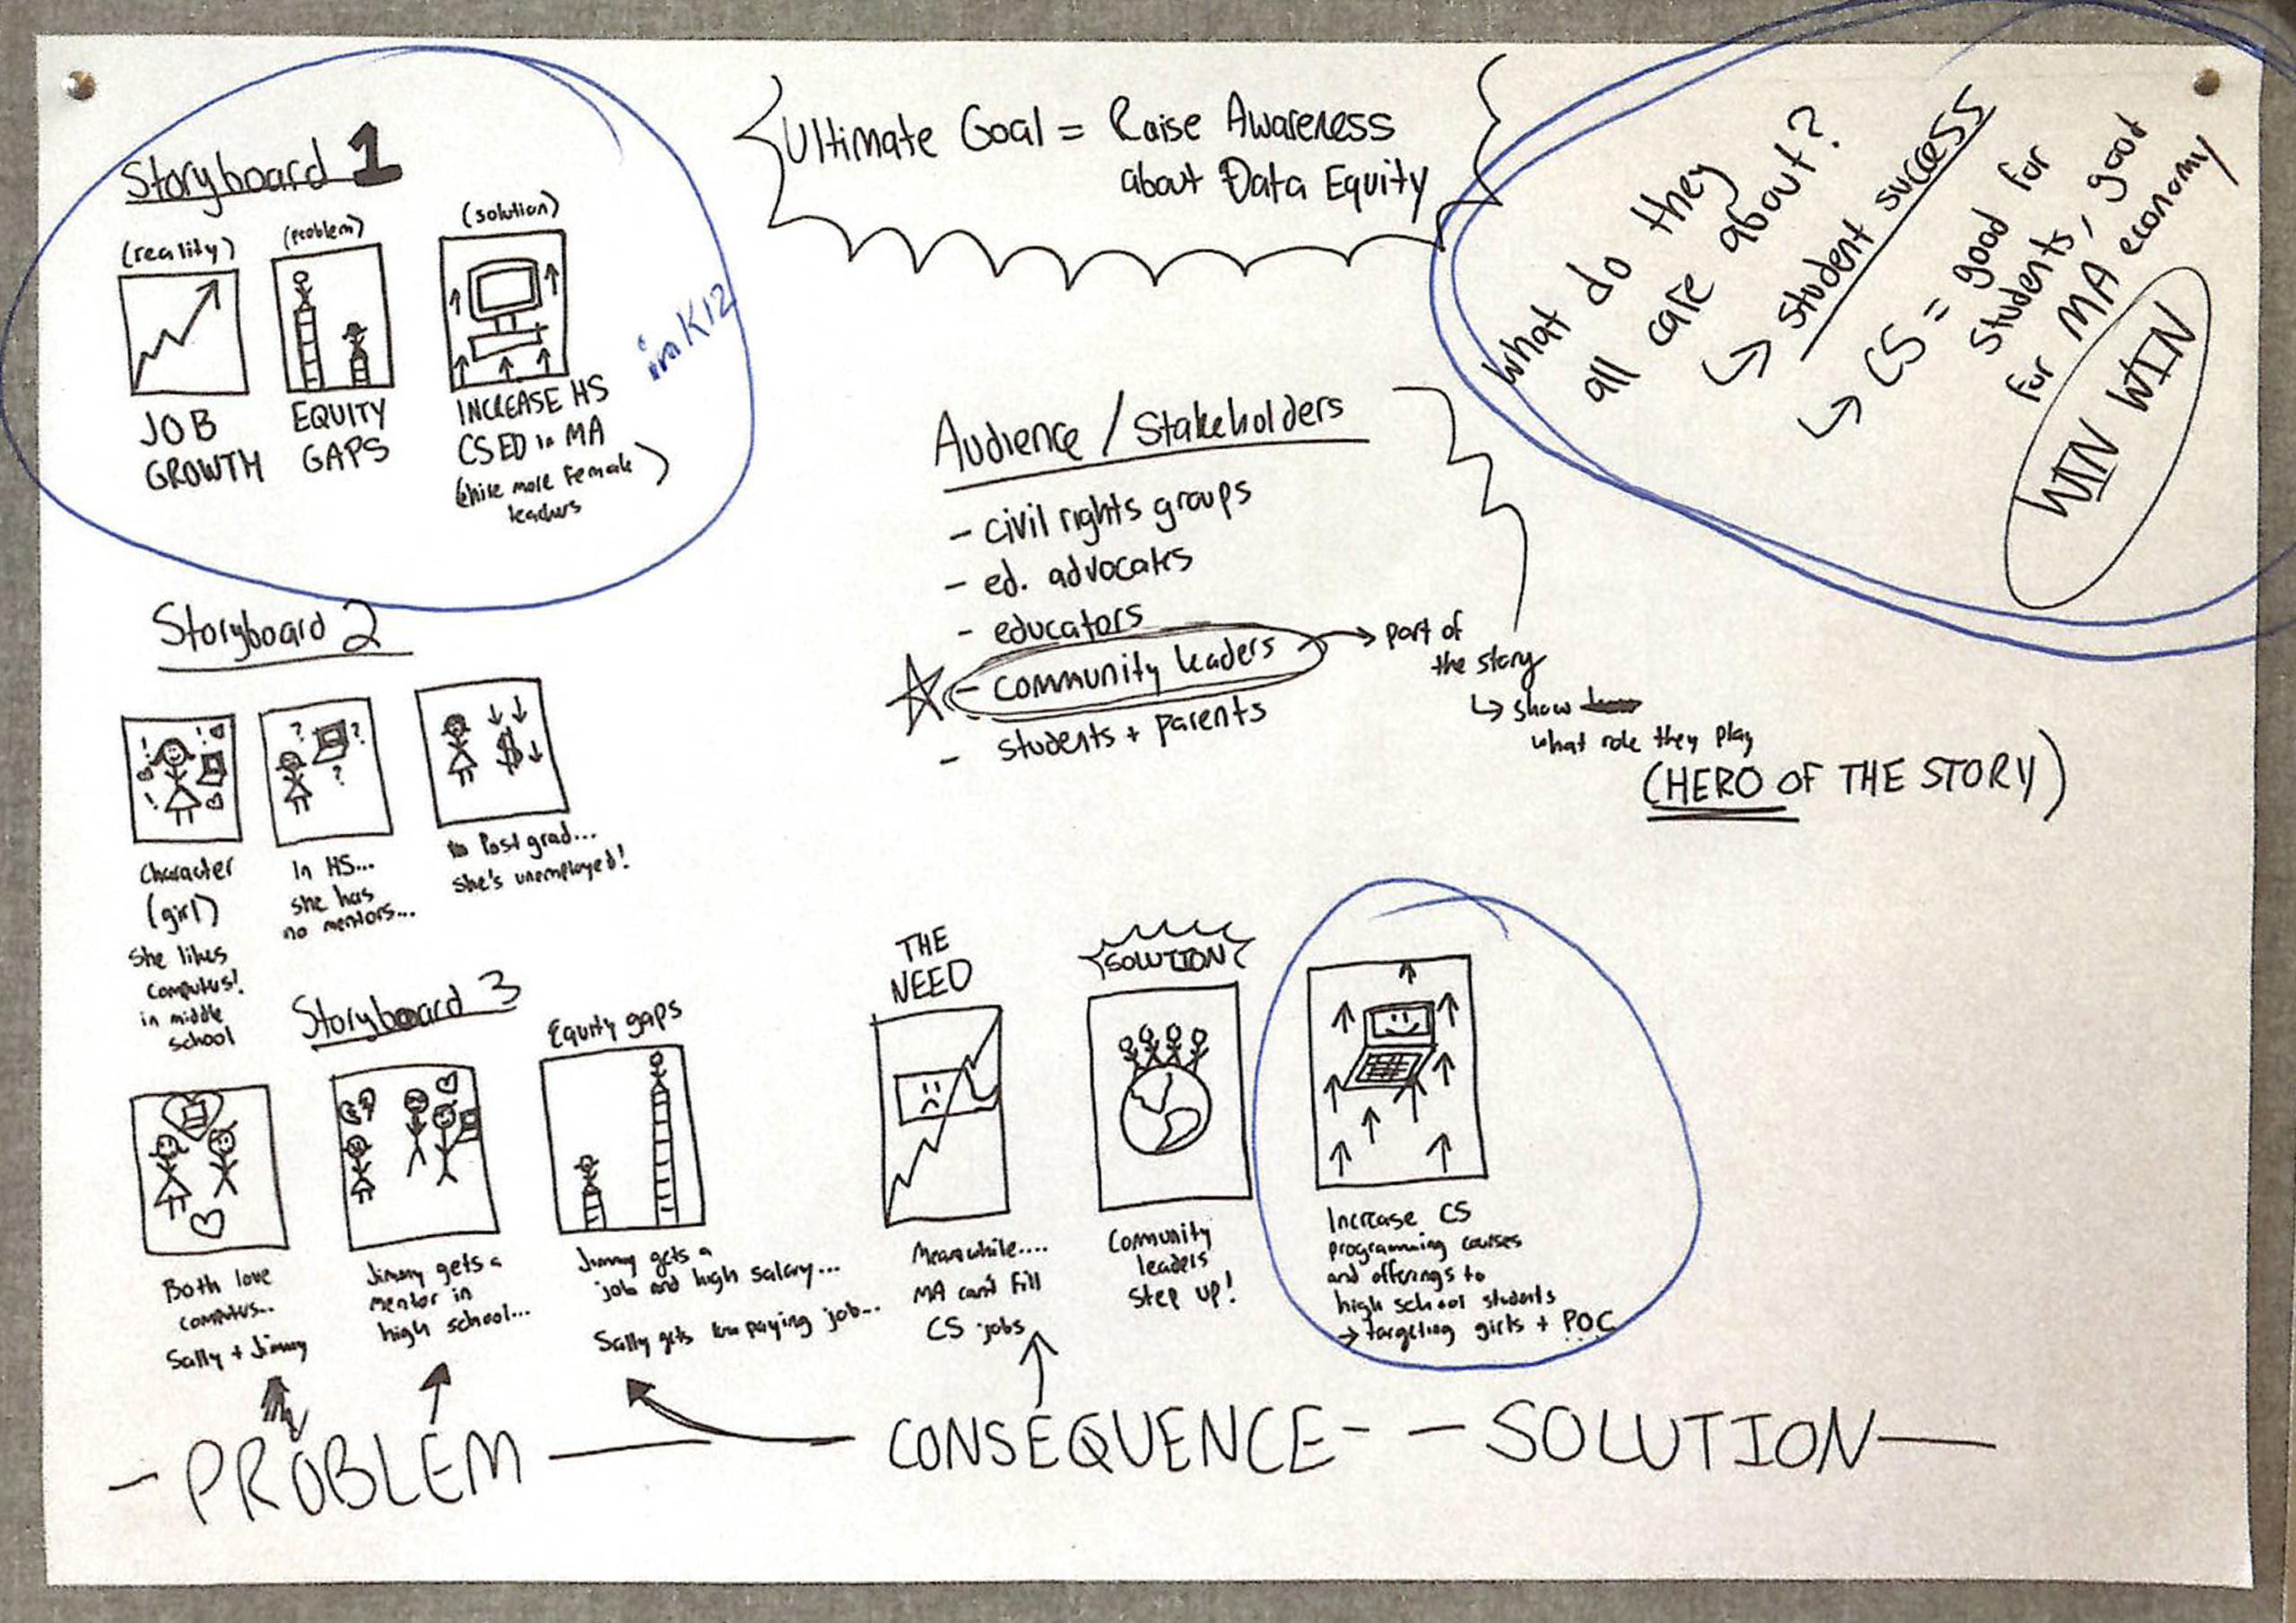 Storyboard 1
(reality)
(problem)
(solution)
JOB
GROWTH
EQUITY
GAPS
INCREASE HS
CS ED in MA
(hire more female
teachers)
in K12
Ultimate Goal = Raise Awareness
about Data Equity
What do they
all care about?
↳ student success
↳ CS = good for
students, good
for MA economy
WIN WIN
Audience / Stakeholders
- civil rights groups
- ed. advocates
- educators
- community leaders
- students + parents
→ part of
the story
↳ show
what role they play
(HERO OF THE STORY)
Storyboard 2
! ! !
? ? ?
$
Character
(girl)
She likes
computers!
in middle
school
In HS...
she has
no mentors...
Post grad...
she's unemployed!
Storyboard 3
Equity gaps
THE
NEED
SOLUTION
Both love
computers...
Sally + Jimmy
Jimmy gets a
mentor in
high school...
Jimmy gets a
job and high salary...
Sally gets low paying job...
Meanwhile....
MA can't fill
CS jobs
Community
leaders
step up!
Increase CS
programming courses
and offerings to
high school students
→ targeting girls + POC
- PROBLEM — CONSEQUENCE - - SOLUTION —